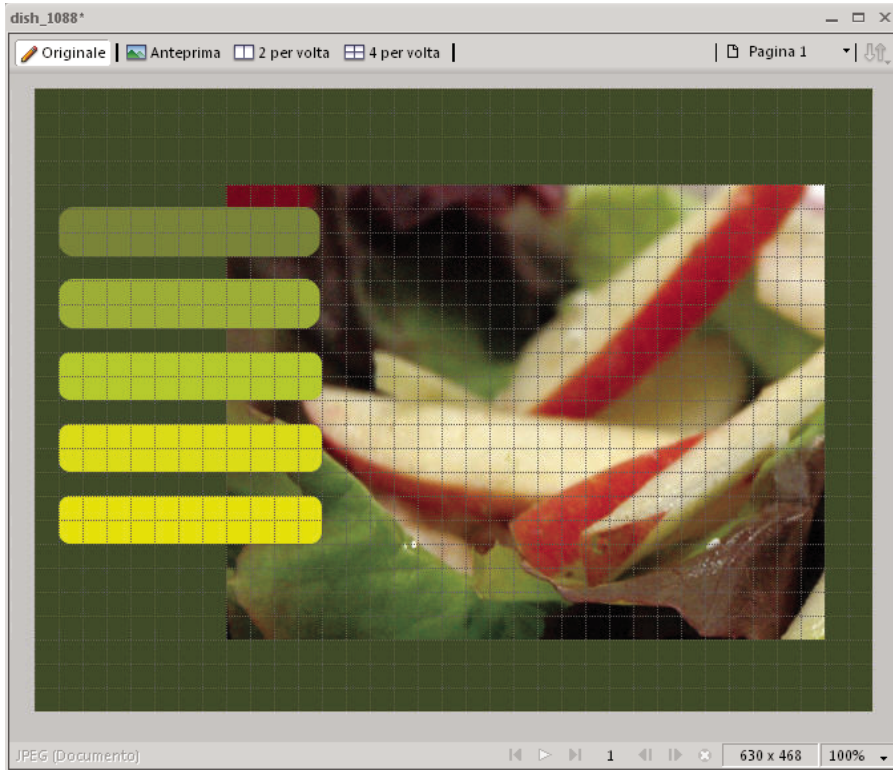 dish_1088*
Originale Anteprima 2 per volta 4 per volta Pagina 1
JPEG (Documento) 1 630 x 468 100%